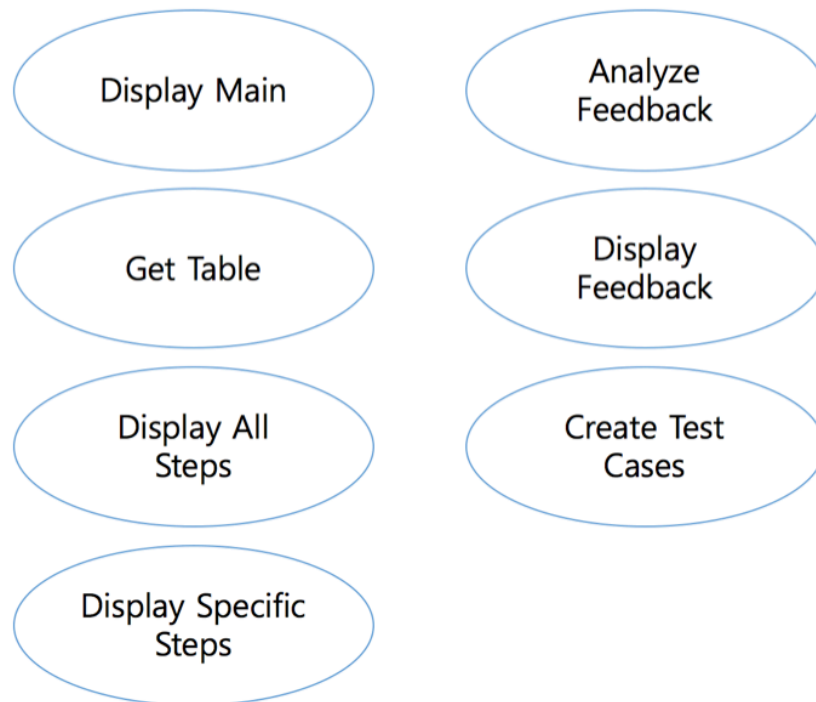 Display Main
Get Table
Display All
Steps
Display Specific
Steps
Analyze
Feedback
Display
Feedback
Create Test
Cases